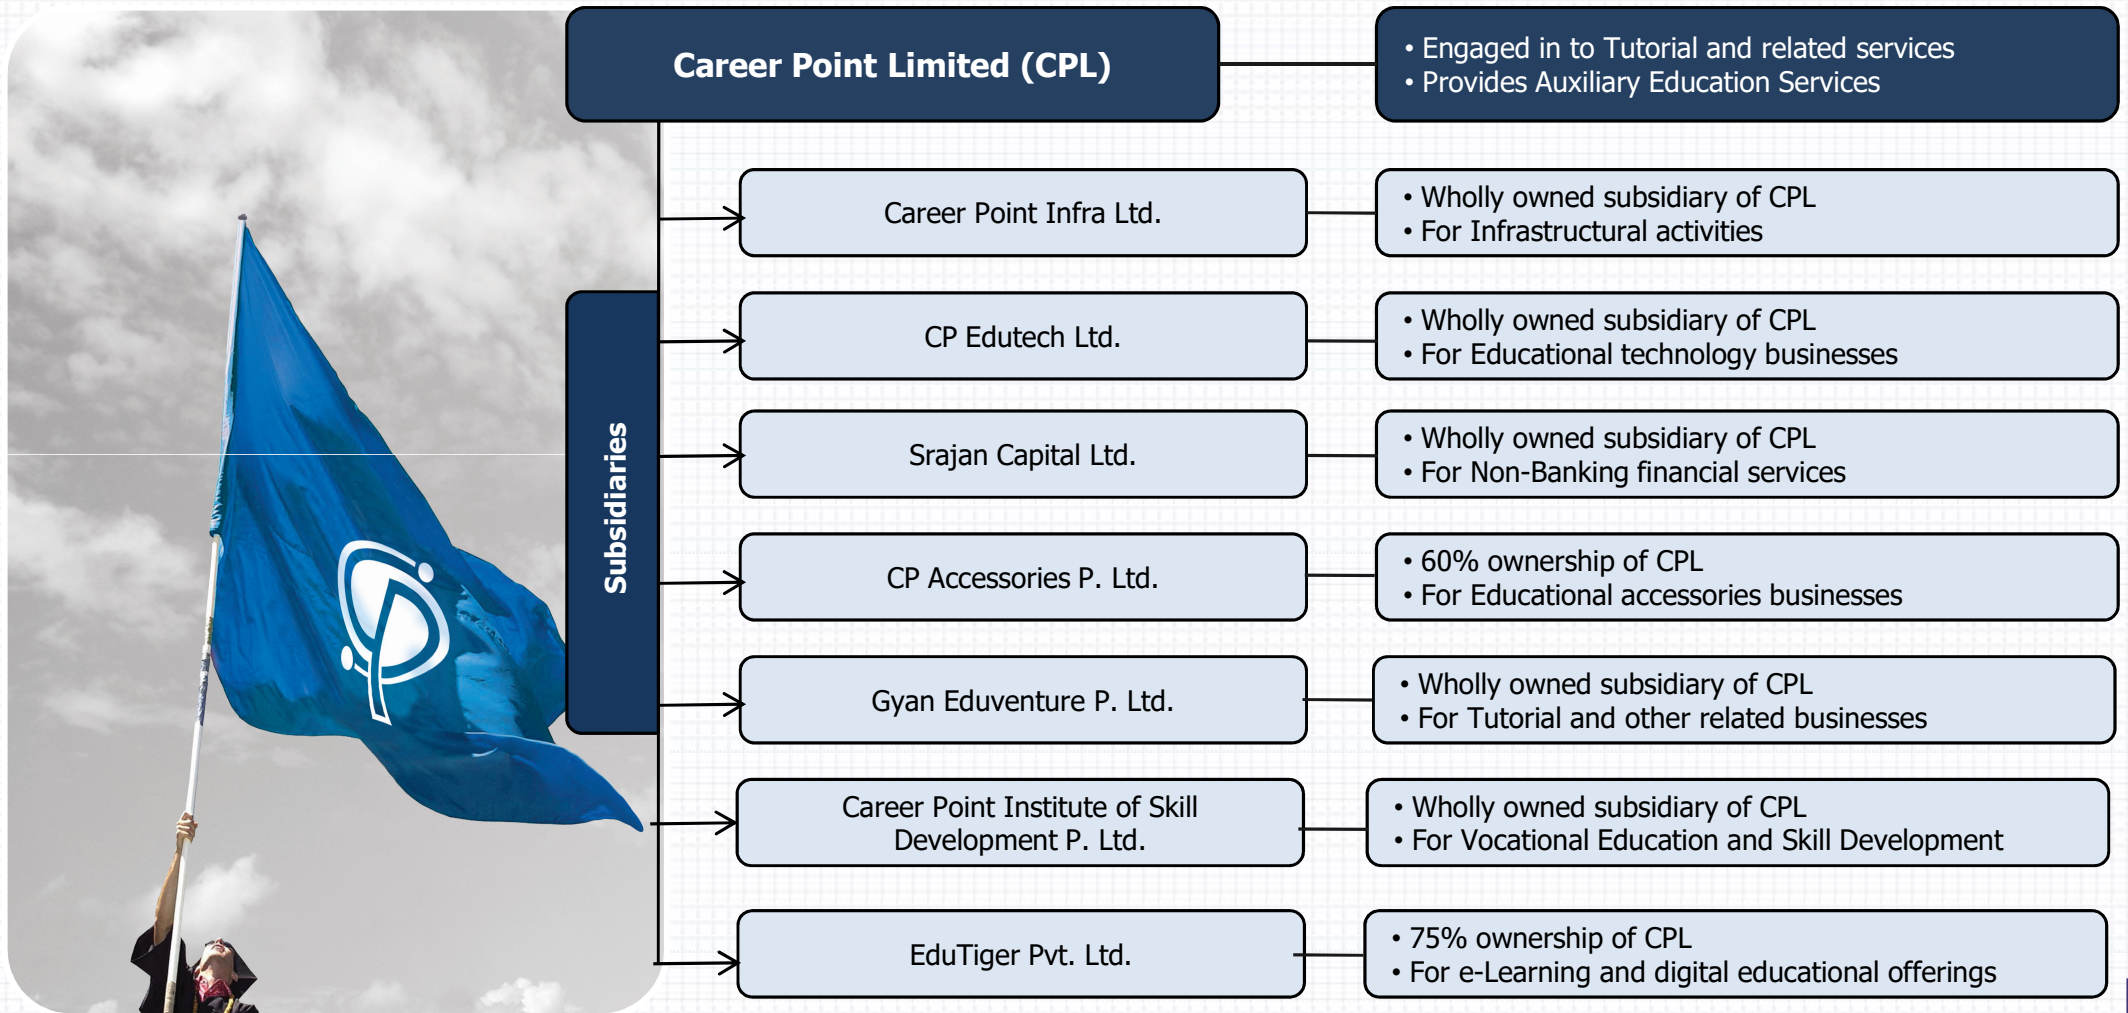 Career Point Limited (CPL)
• Engaged in to Tutorial and related services
• Provides Auxiliary Education Services
Subsidiaries
Career Point Infra Ltd.
• Wholly owned subsidiary of CPL
• For Infrastructural activities
CP Edutech Ltd.
• Wholly owned subsidiary of CPL
• For Educational technology businesses
Srajan Capital Ltd.
• Wholly owned subsidiary of CPL
• For Non-Banking financial services
CP Accessories P. Ltd.
• 60% ownership of CPL
• For Educational accessories businesses
Gyan Eduventure P. Ltd.
• Wholly owned subsidiary of CPL
• For Tutorial and other related businesses
Career Point Institute of Skill
Development P. Ltd.
• Wholly owned subsidiary of CPL
• For Vocational Education and Skill Development
EduTiger Pvt. Ltd.
• 75% ownership of CPL
• For e-Learning and digital educational offerings